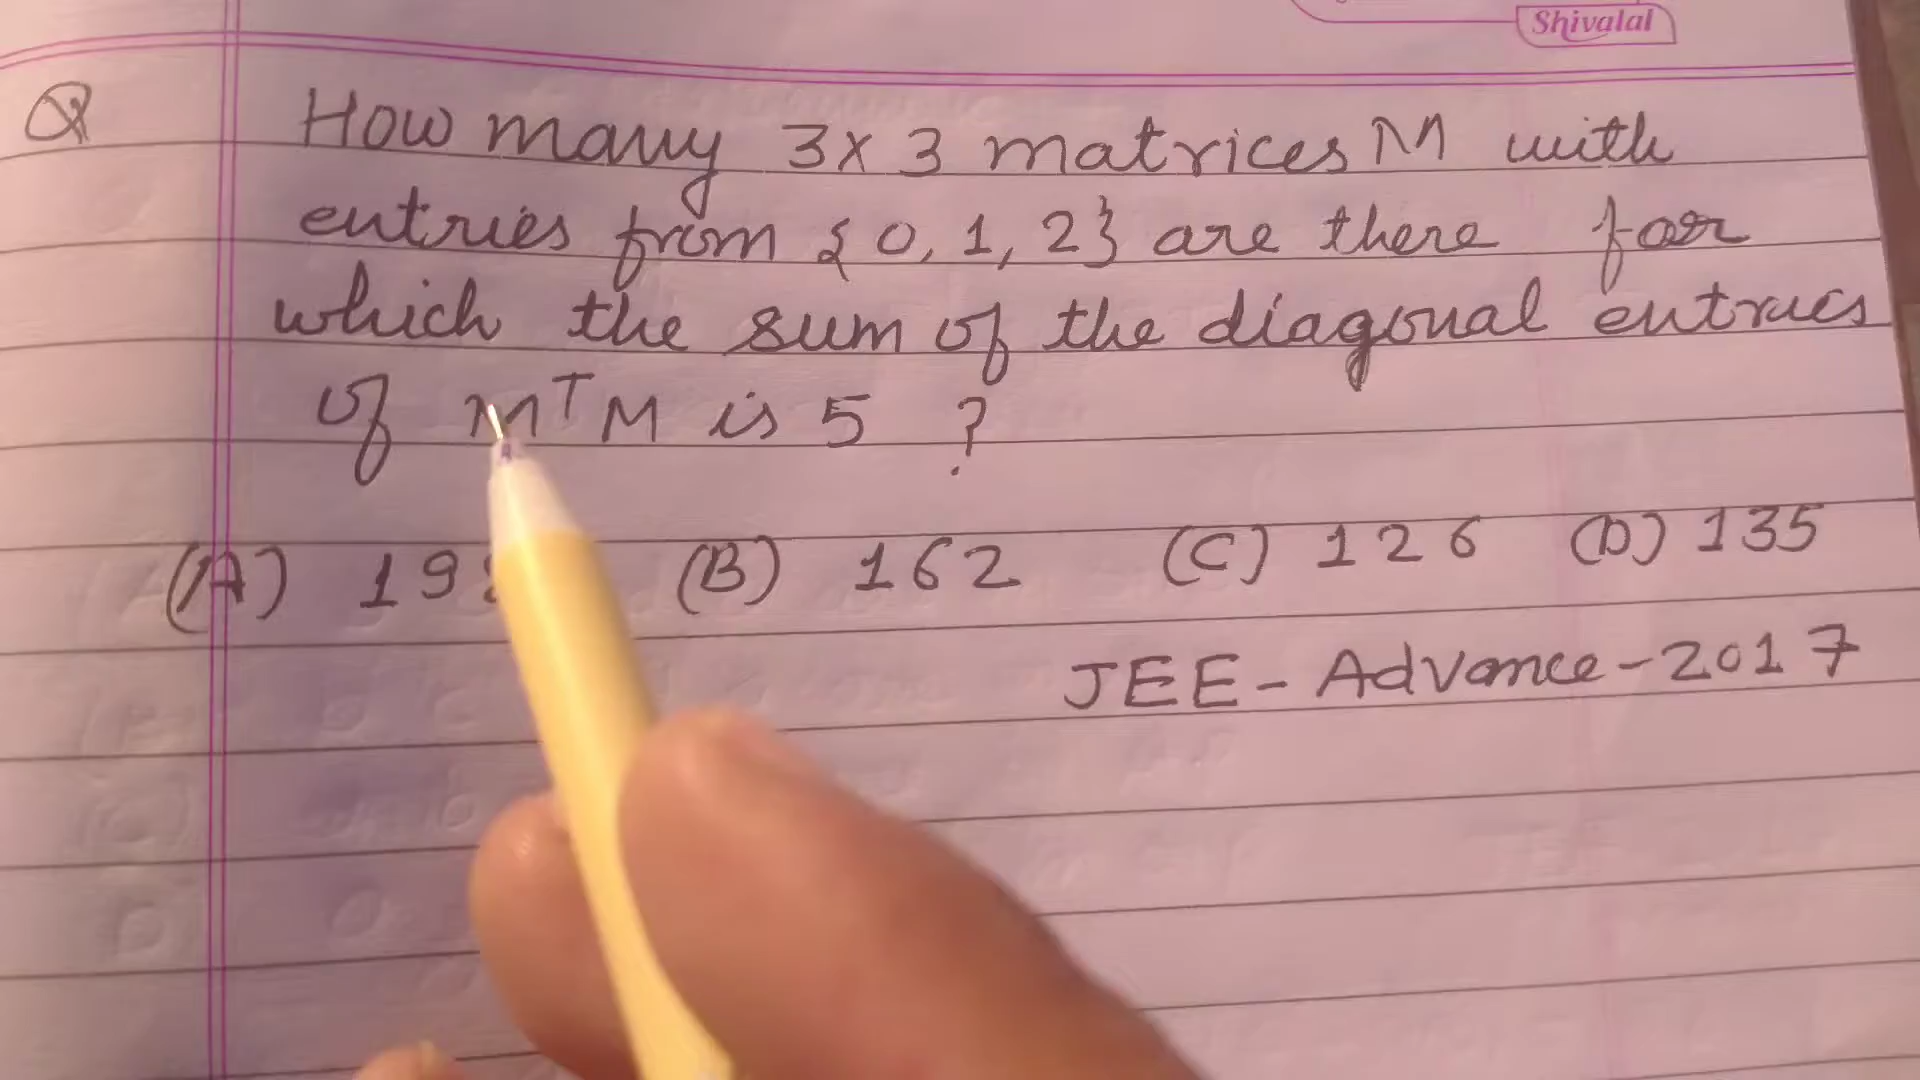 Shivalal
Q How many 3x3 matrices M with
entries from {0, 1, 2} are there for
which the sum of the diagonal entries
of MᵀM is 5 ?
(A) 19 (B) 162 (C) 126 (D) 135
JEE-Advance-2017